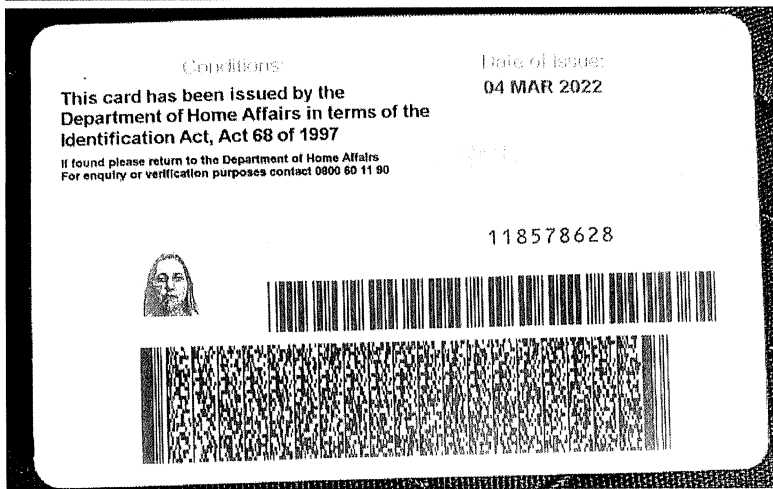 Conditions:
Date of Issue:
This card has been issued by the
Department of Home Affairs in terms of the
Identification Act, Act 68 of 1997
04 MAR 2022
If found please return to the Department of Home Affairs
For enquiry or verification purposes contact 0800 60 11 90
118578628